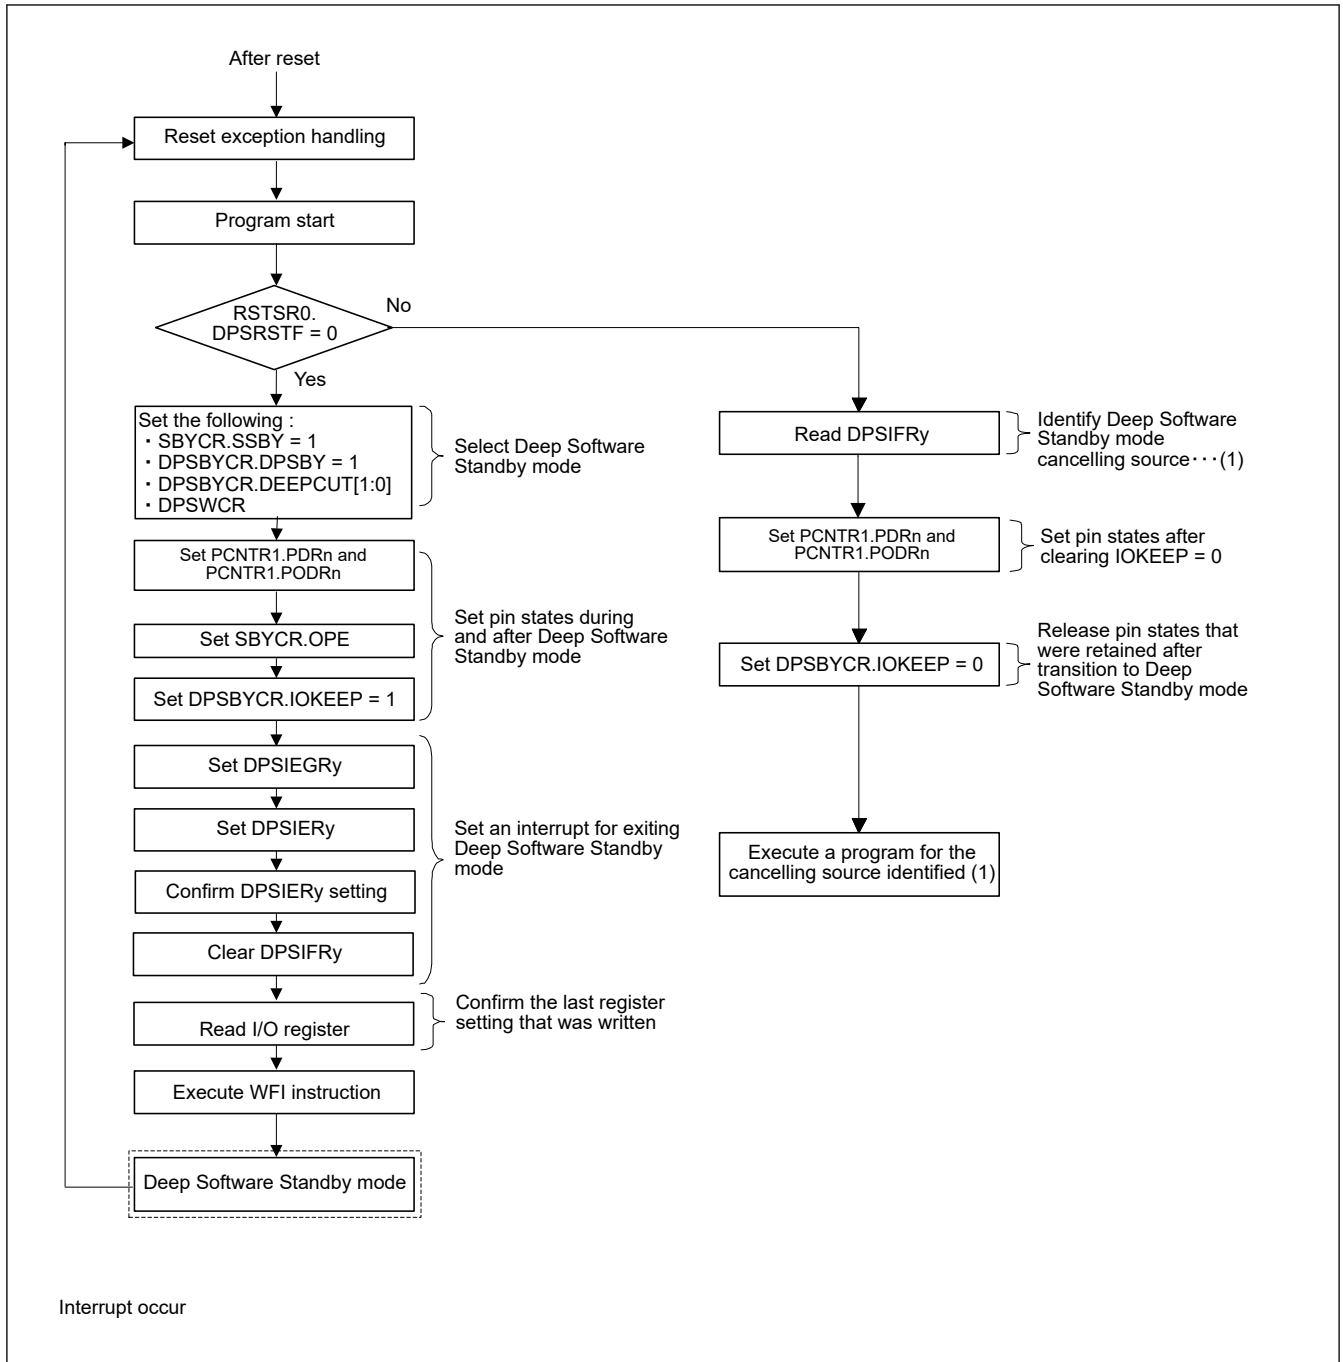 After reset
Reset exception handling
Program start
RSTSR0.
DPSRSTF = 0
No
Yes
Set the following :
・SBYCR.SSBY = 1
・DPSBYCR.DPSBY = 1
・DPSBYCR.DEEPCUT[1:0]
・DPSWCR
Select Deep Software
Standby mode
Set PCNTR1.PDRn and
PCNTR1.PODRn
Set SBYCR.OPE
Set DPSBYCR.IOKEEP = 1
Set pin states during
and after Deep Software
Standby mode
Set DPSIEGRy
Set DPSIERy
Confirm DPSIERy setting
Clear DPSIFRy
Set an interrupt for exiting
Deep Software Standby
mode
Read I/O register
Confirm the last register
setting that was written
Execute WFI instruction
Deep Software Standby mode
Interrupt occur
Read DPSIFRy
Identify Deep Software
Standby mode
cancelling source･･･(1)
Set PCNTR1.PDRn and
PCNTR1.PODRn
Set pin states after
clearing IOKEEP = 0
Set DPSBYCR.IOKEEP = 0
Release pin states that
were retained after
transition to Deep
Software Standby mode
Execute a program for the
cancelling source identified (1)